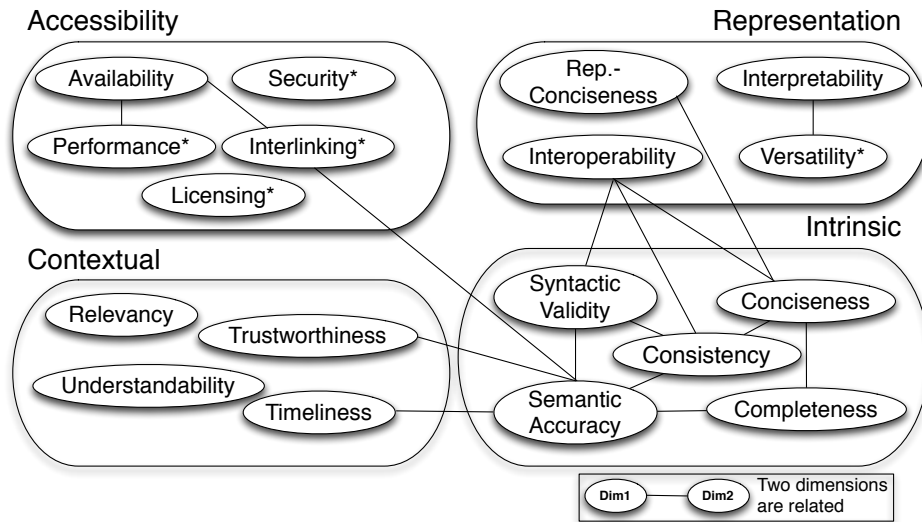 Accessibility
Availability
Security*
Performance*
Interlinking*
Licensing*
Representation
Rep.-
Conciseness
Interpretability
Interoperability
Versatility*
Contextual
Relevancy
Trustworthiness
Understandability
Timeliness
Intrinsic
Syntactic
Validity
Conciseness
Consistency
Semantic
Accuracy
Completeness
Dim1
Dim2
Two dimensions
are related